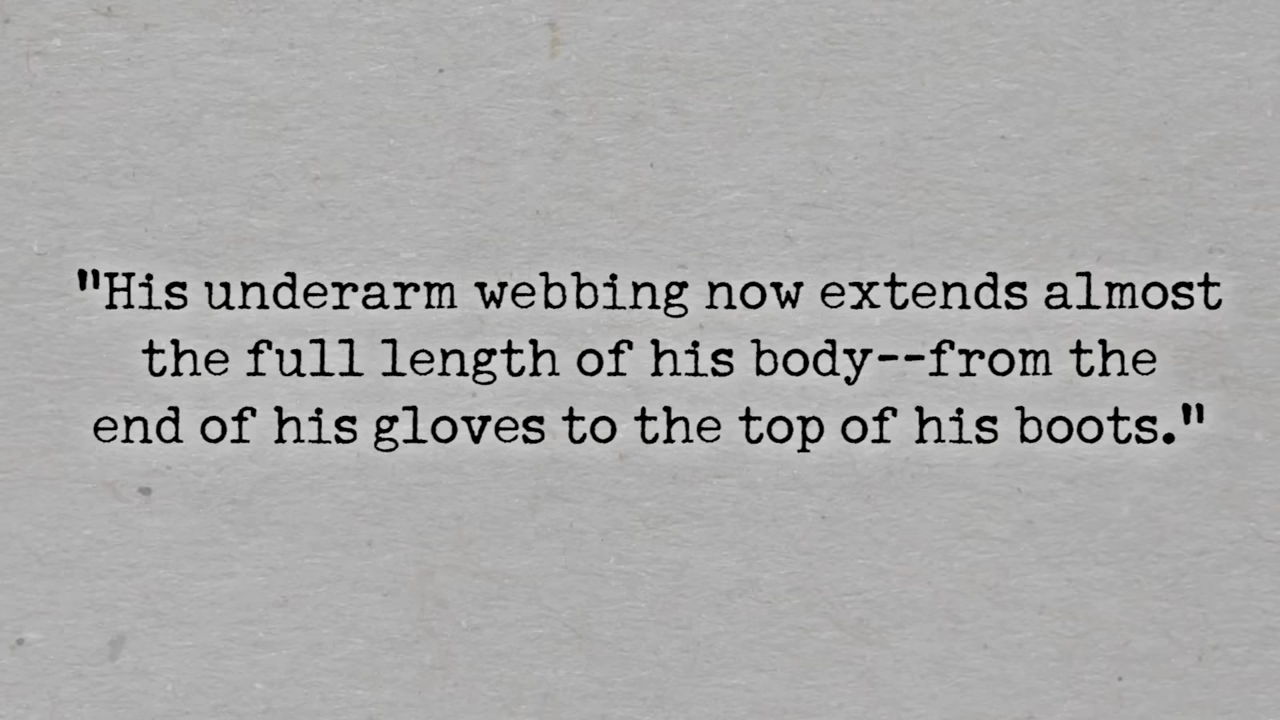 "His underarm webbing now extends almost
the full length of his body--from the
end of his gloves to the top of his boots."